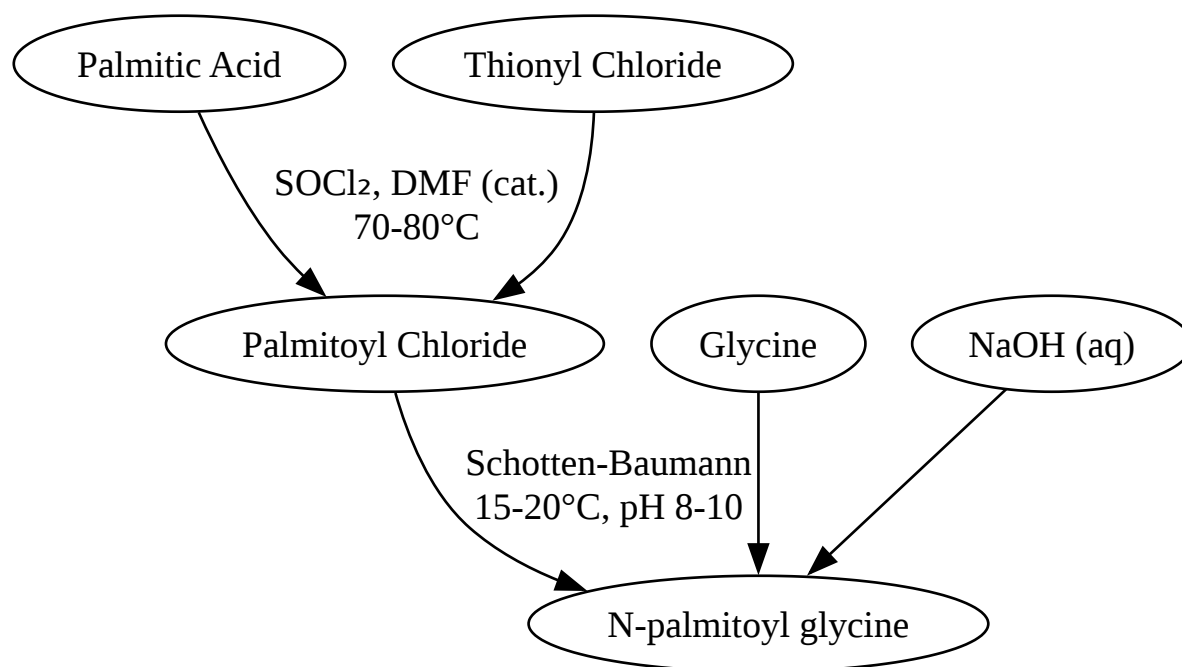 Palmitic Acid
Thionyl Chloride
SOCl₂, DMF (cat.)
70-80°C
Palmitoyl Chloride
Glycine
NaOH (aq)
Schotten-Baumann
15-20°C, pH 8-10
N-palmitoyl glycine